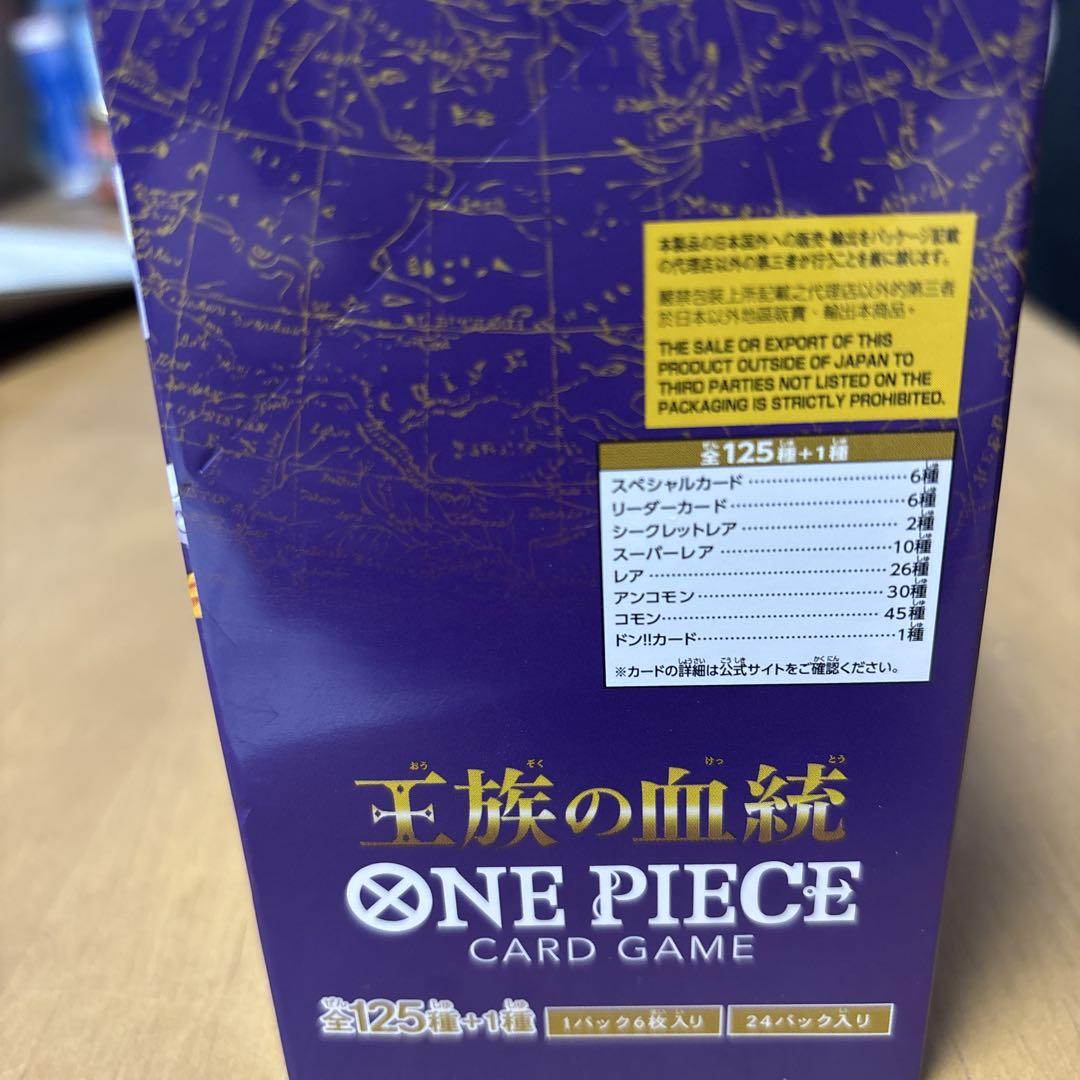 本製品の日本国外への販売・輸出をパッケージ記載
の代理店以外の第三者が行うことを厳に禁じます。
嚴禁包装上所記載之代理店以外的第三者
於日本以外地區販賣・輸出本商品。
THE SALE OR EXPORT OF THIS
PRODUCT OUTSIDE OF JAPAN TO
THIRD PARTIES NOT LISTED ON THE
PACKAGING IS STRICTLY PROHIBITED.
全125種+1種
スペシャルカード……………………6種
リーダーカード………………………6種
シークレットレア……………………2種
スーパーレア…………………………10種
レア……………………………………26種
アンコモン……………………………30種
コモン…………………………………45種
ドン!!カード…………………………1種
※カードの詳細は公式サイトをご確認ください。
王族の血統
ONE PIECE
CARD GAME
全125種+1種 1パック6枚入り 24パック入り